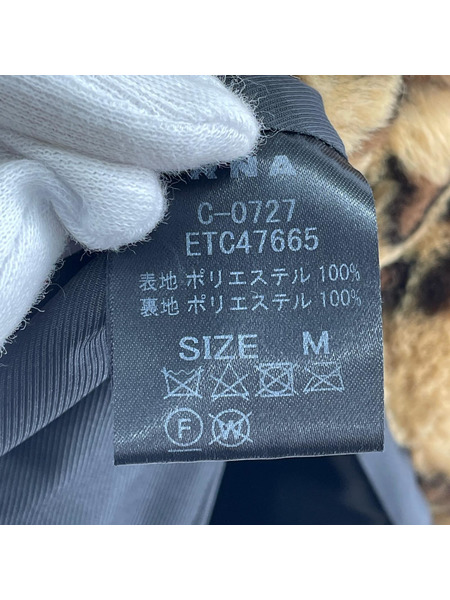 RNA
C-0727
ETC47665
表地 ポリエステル 100%
裏地 ポリエステル 100%
SIZE M
F W